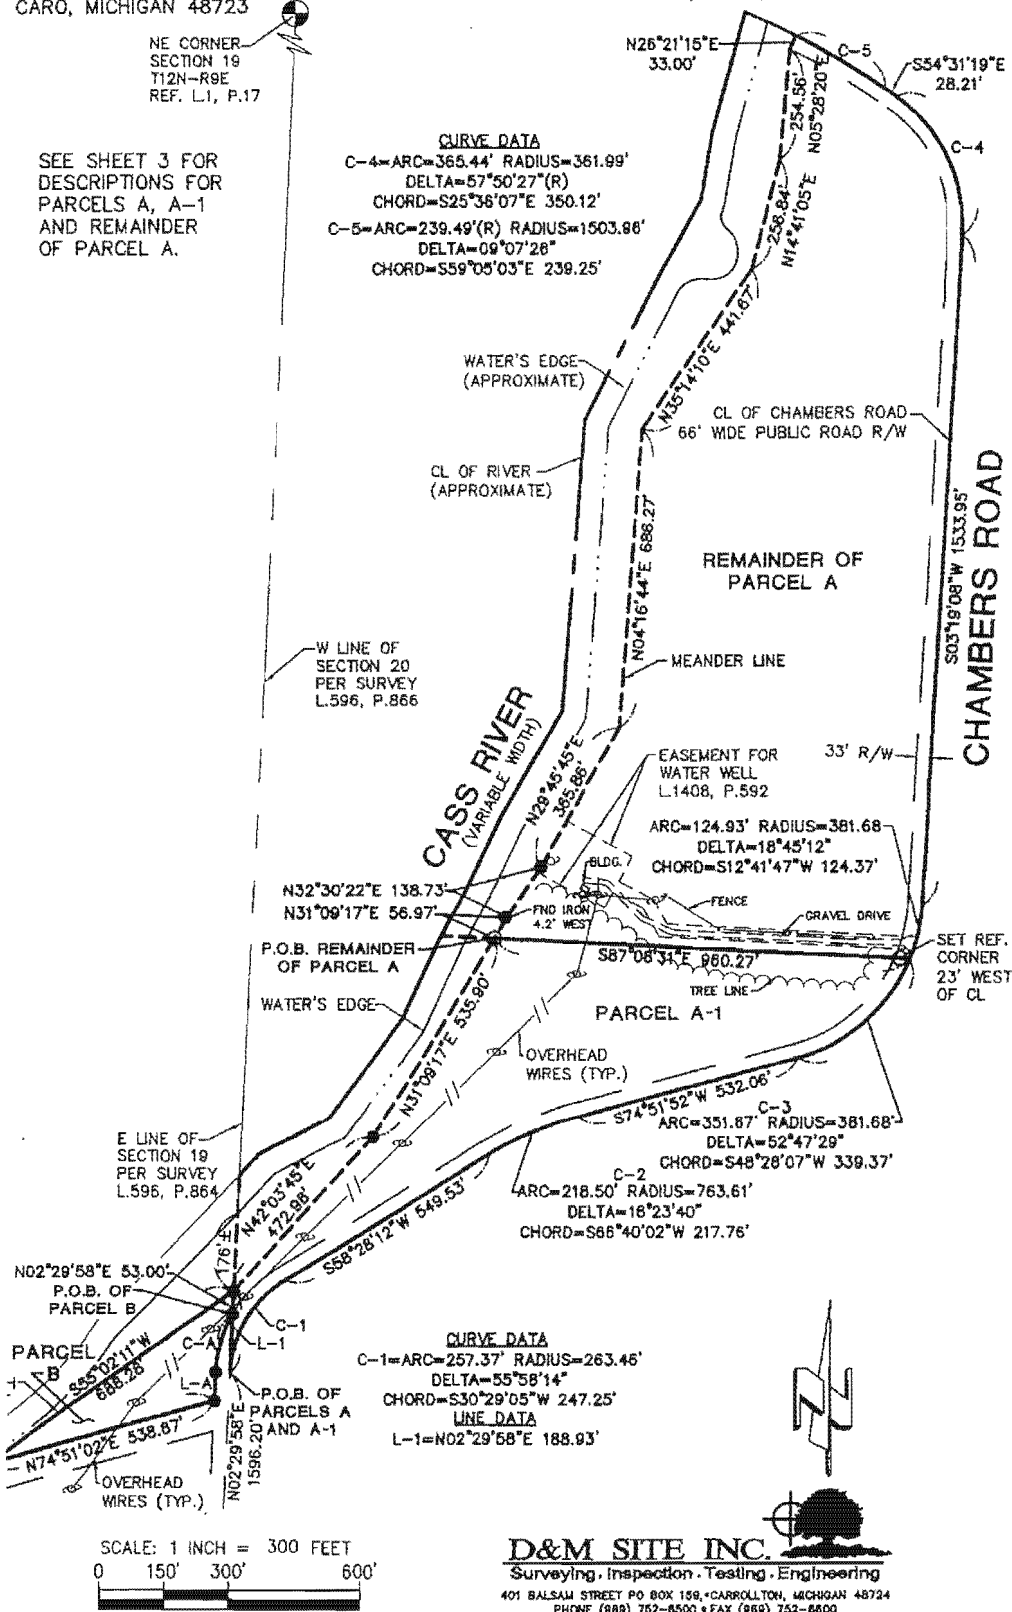 CARO, MICHIGAN 48723
NE CORNER
SECTION 19
T12N-R9E
REF. L.1, P.17
SEE SHEET 3 FOR
DESCRIPTIONS FOR
PARCELS A, A-1
AND REMAINDER
OF PARCEL A.
CURVE DATA
C-4=ARC=365.44' RADIUS=361.99'
DELTA=57°50'27"(R)
CHORD=S25°36'07"E 350.12'
C-5=ARC=239.49'(R) RADIUS=1503.96'
DELTA=09°07'26"
CHORD=S59°05'03"E 239.25'
N26°21'15"E
33.00'
C-5
S54°31'19"E
28.21'
C-4
254.56'
N05°28'20"E
258.84'
N14°41'05"E
N35°14'10"E 441.67'
WATER'S EDGE
(APPROXIMATE)
CL OF CHAMBERS ROAD
66' WIDE PUBLIC ROAD R/W
CL OF RIVER
(APPROXIMATE)
N04°16'44"E 686.27'
REMAINDER OF
PARCEL A
S03°19'08"W 1533.95'
CHAMBERS ROAD
MEANDER LINE
W LINE OF
SECTION 20
PER SURVEY
L.596, P.866
CASS RIVER
(VARIABLE WIDTH)
N29°45'45"E
365.86'
EASEMENT FOR
WATER WELL
L.1408, P.592
33' R/W
ARC=124.93' RADIUS=381.68
DELTA=18°45'12"
CHORD=S12°41'47"W 124.37'
BLDG.
N32°30'22"E 138.73'
N31°09'17"E 56.97'
FND IRON
4.2' WEST
FENCE
GRAVEL DRIVE
P.O.B. REMAINDER
OF PARCEL A
S87°08'31"E 960.27'
SET REF.
CORNER
23' WEST
OF CL
TREE LINE
WATER'S EDGE
PARCEL A-1
N31°09'17"E 535.90'
OVERHEAD
WIRES (TYP.)
S74°51'52"W 532.06'
C-3
ARC=351.67' RADIUS=381.68'
DELTA=52°47'29"
CHORD=S48°28'07"W 339.37'
E LINE OF
SECTION 19
PER SURVEY
L.596, P.864
C-2
ARC=218.50' RADIUS=763.61'
DELTA=16°23'40"
CHORD=S66°40'02"W 217.76'
N42°03'45"E
472.98'
S58°28'12"W 549.53'
176'±
N02°29'58"E 53.00'
P.O.B. OF
PARCEL B
C-1
C-A
L-1
PARCEL
B
S55°02'11"W
688.26'
L-A
P.O.B. OF
PARCELS A
AND A-1
CURVE DATA
C-1=ARC=257.37' RADIUS=263.46'
DELTA=55°58'14"
CHORD=S30°29'05"W 247.25'
LINE DATA
L-1=N02°29'58"E 188.93'
N74°51'02"E 538.67'
N02°29'58"E
1596.20'
OVERHEAD
WIRES (TYP.)
N
SCALE: 1 INCH = 300 FEET
0 150' 300' 600'
D&M SITE INC.
Surveying . Inspection . Testing . Engineering
401 BALSAM STREET PO BOX 159, CARROLLTON, MICHIGAN 48724
PHONE (989) 752-6500 FAX (989) 752-6600